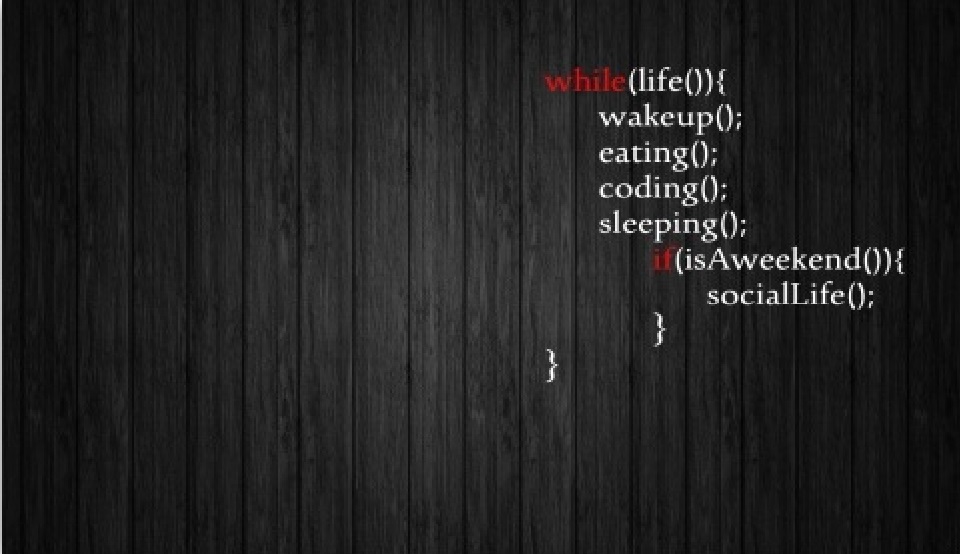 while(life()){
wakeup();
eating();
coding();
sleeping();
if(isAweekend()){
socialLife();
}
}